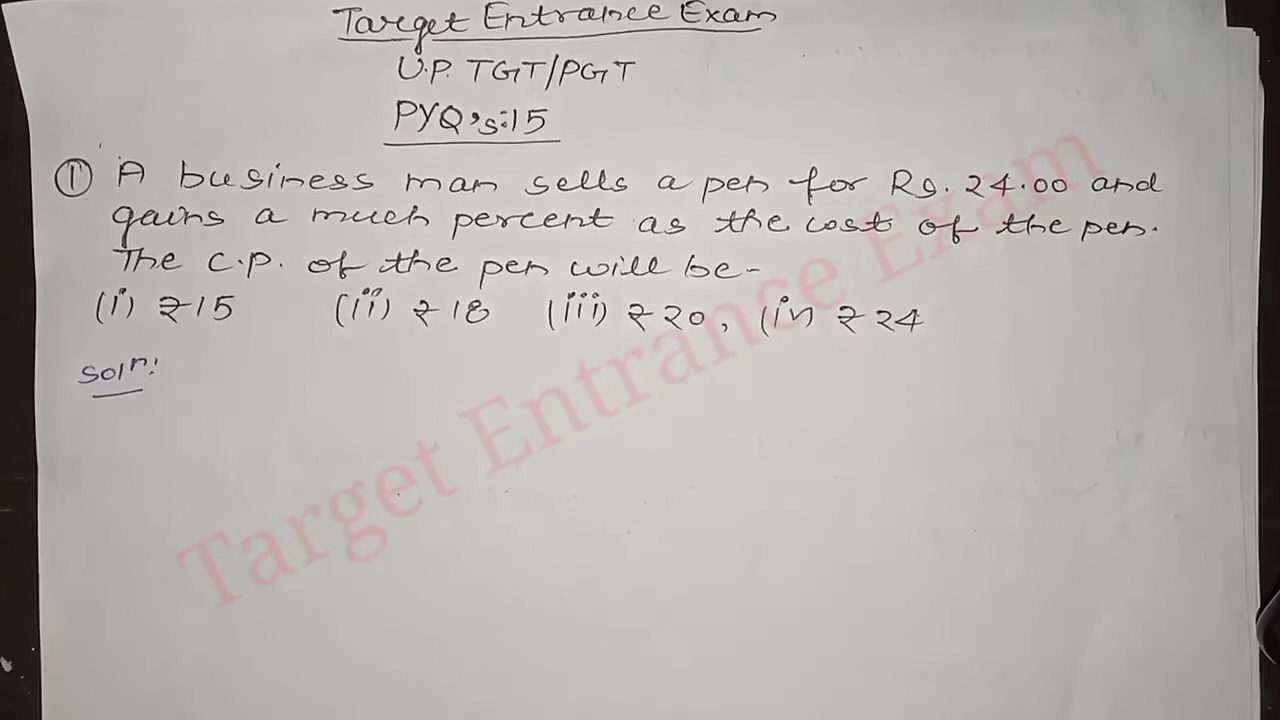 Target Entrance Exam
U.P. TGT/PGT
PYQ's:15
① A business man sells a pen for Rs. 24.00 and
gains a much percent as the cost of the pen.
The C.P. of the pen will be-
(i) ₹15 (ii) ₹18 (iii) ₹20, (iv) ₹24
Solⁿ:
Target Entrance Exam